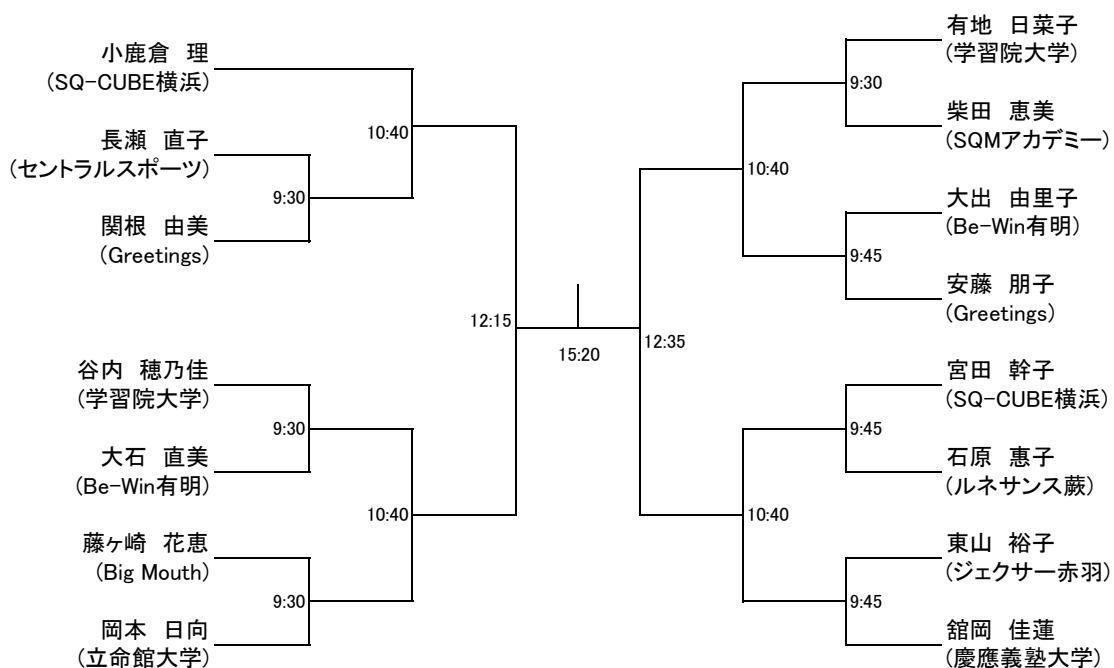 小鹿倉 理
(SQ-CUBE横浜)
10:40
長瀬 直子
(セントラルスポーツ)
9:30
関根 由美
(Greetings)
12:15
谷内 穂乃佳
(学習院大学)
9:30
大石 直美
(Be-Win有明)
10:40
藤ヶ崎 花恵
(Big Mouth)
9:30
岡本 日向
(立命館大学)
15:20
有地 日菜子
(学習院大学)
9:30
柴田 恵美
(SQMアカデミー)
10:40
大出 由里子
(Be-Win有明)
9:45
安藤 朋子
(Greetings)
12:35
宮田 幹子
(SQ-CUBE横浜)
9:45
石原 惠子
(ルネサンス蕨)
10:40
東山 裕子
(ジェクサー赤羽)
9:45
舘岡 佳蓮
(慶應義塾大学)